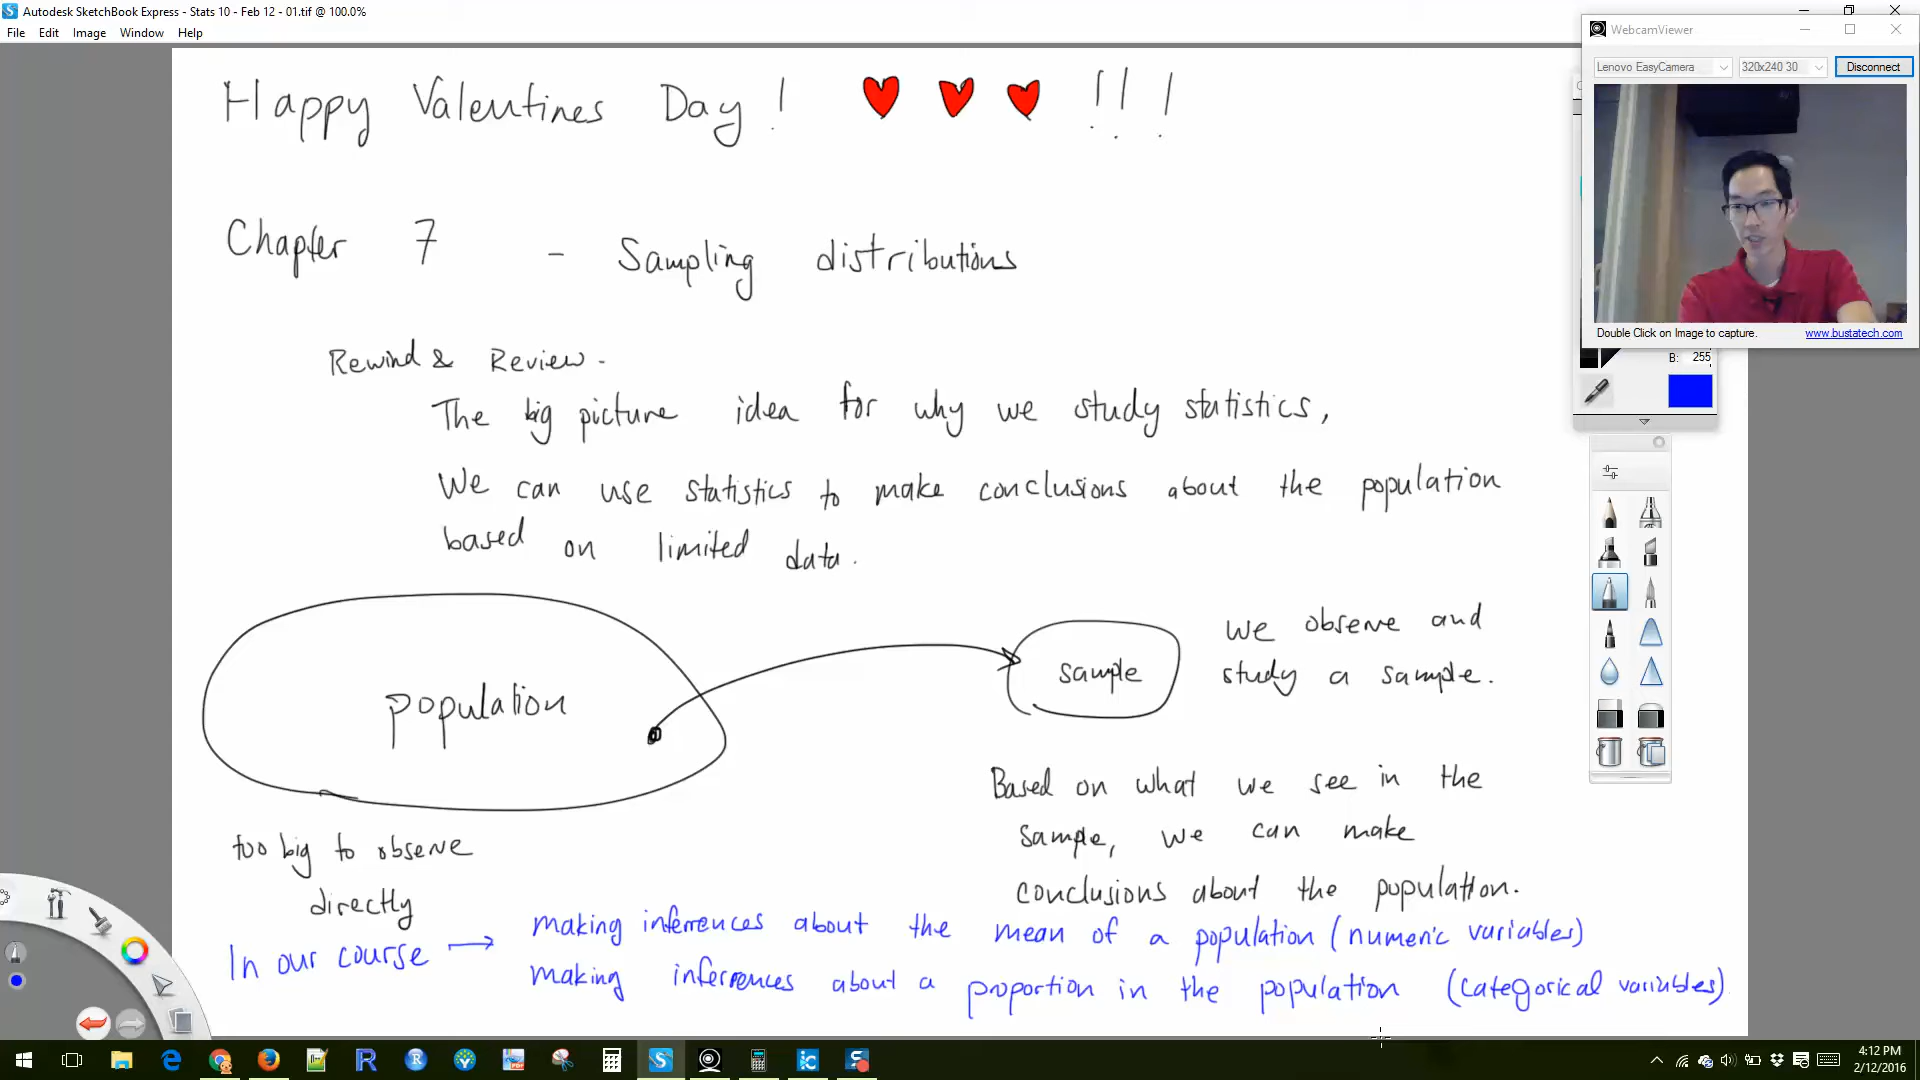 Autodesk SketchBook Express - Stats 10 - Feb 12 - 01.tif @ 100.0%
File Edit Image Window Help
WebcamViewer
Lenovo EasyCamera 320x240 30 Disconnect
Double Click on Image to capture. www.bustatech.com
B: 255
Happy Valentines Day! !!!
Chapter 7 - Sampling distributions
Rewind & Review.
The big picture idea for why we study statistics,
We can use statistics to make conclusions about the population
based on limited data.
population
sample
we observe and
study a sample.
too big to observe
directly
Based on what we see in the
sample, we can make
conclusions about the population.
In our course → making inferences about the mean of a population (numeric variables)
making inferences about a proportion in the population (categorical variables)
4:12 PM
2/12/2016